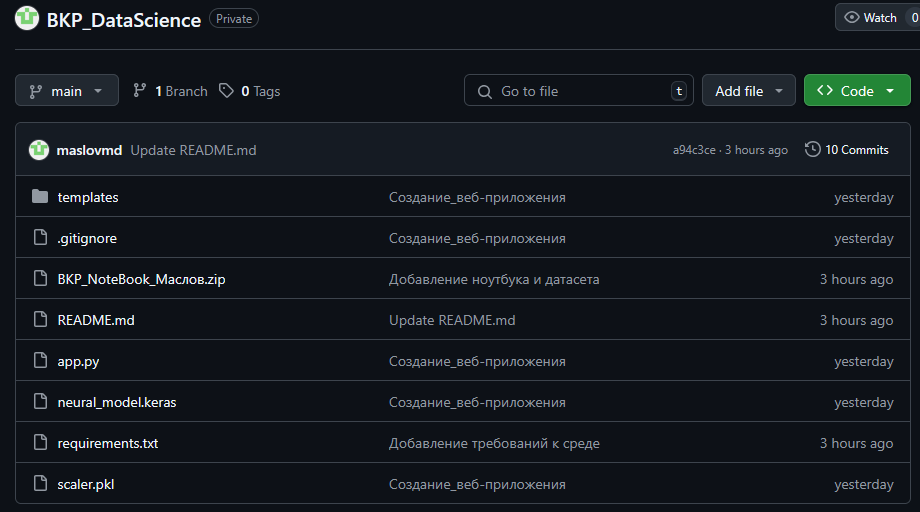 BKP_DataScience Private Watch 0
main 1 Branch 0 Tags Go to file t Add file Code
maslovmd Update README.md a94c3ce · 3 hours ago 10 Commits
templates Создание_веб-приложения yesterday
.gitignore Создание_веб-приложения yesterday
BKP_NoteBook_Маслов.zip Добавление ноутбука и датасета 3 hours ago
README.md Update README.md 3 hours ago
app.py Создание_веб-приложения yesterday
neural_model.keras Создание_веб-приложения yesterday
requirements.txt Добавление требований к среде 3 hours ago
scaler.pkl Создание_веб-приложения yesterday